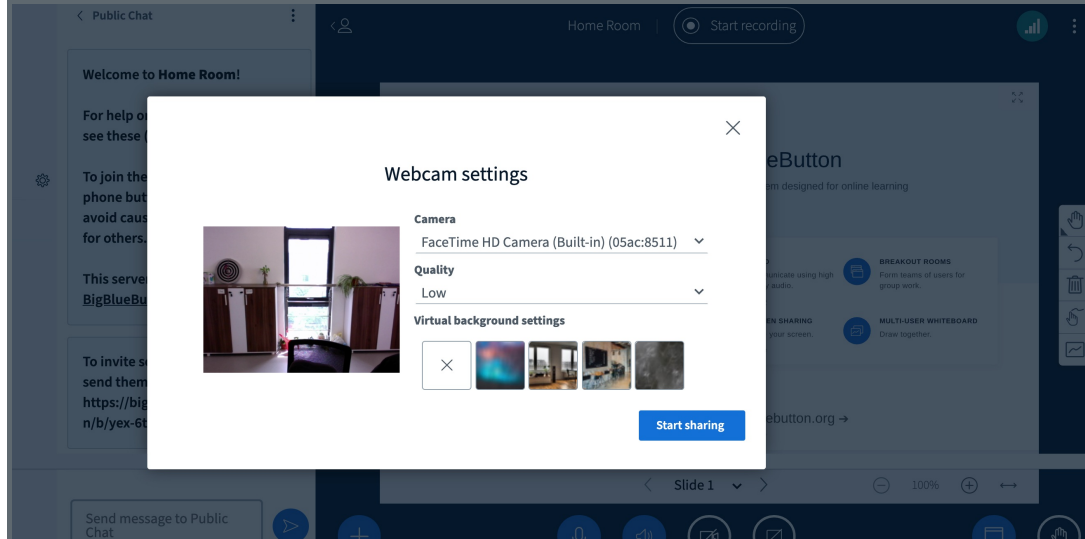 Public Chat
Home Room
Start recording
Welcome to Home Room!
For help o
see these (
To join the
phone but
avoid caus
for others.
This serve
BigBlueBu
To invite s
send them
https://big
n/b/yex-6t
Send message to Public
Chat
Webcam settings
Camera
FaceTime HD Camera (Built-in) (05ac:8511)
Quality
Low
Virtual background settings
Start sharing
eButton
em designed for online learning
municate using high
audio.
BREAKOUT ROOMS
Form teams of users for
group work.
EN SHARING
your screen.
MULTI-USER WHITEBOARD
Draw together.
ebutton.org →
Slide 1
100%